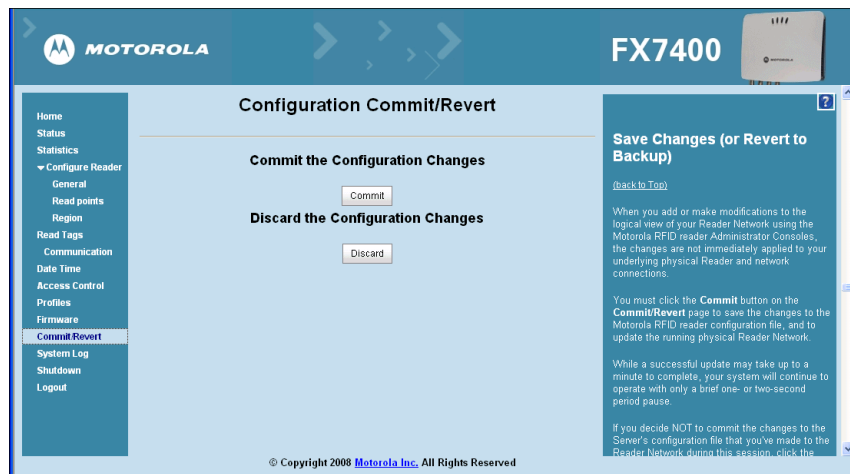 MOTOROLA
FX7400
Home
Status
Statistics
Configure Reader
General
Read points
Region
Read Tags
Communication
Date Time
Access Control
Profiles
Firmware
Commit/Revert
System Log
Shutdown
Logout
Configuration Commit/Revert
Commit the Configuration Changes
Commit
Discard the Configuration Changes
Discard
© Copyright 2008 Motorola Inc. All Rights Reserved
?
Save Changes (or Revert to
Backup)
(back to Top)
When you add or make modifications to the
logical view of your Reader Network using the
Motorola RFID reader Administrator Consoles,
the changes are not immediately applied to your
underlying physical Reader and network
connections.
You must click the Commit button on the
Commit/Revert page to save the changes to the
Motorola RFID reader configuration file, and to
update the running physical Reader Network.
While a successful update may take up to a
minute to complete, your system will continue to
operate with only a brief one- or two-second
period pause.
If you decide NOT to commit the changes to the
Server's configuration file that you've made to the
Reader Network during this session, click the